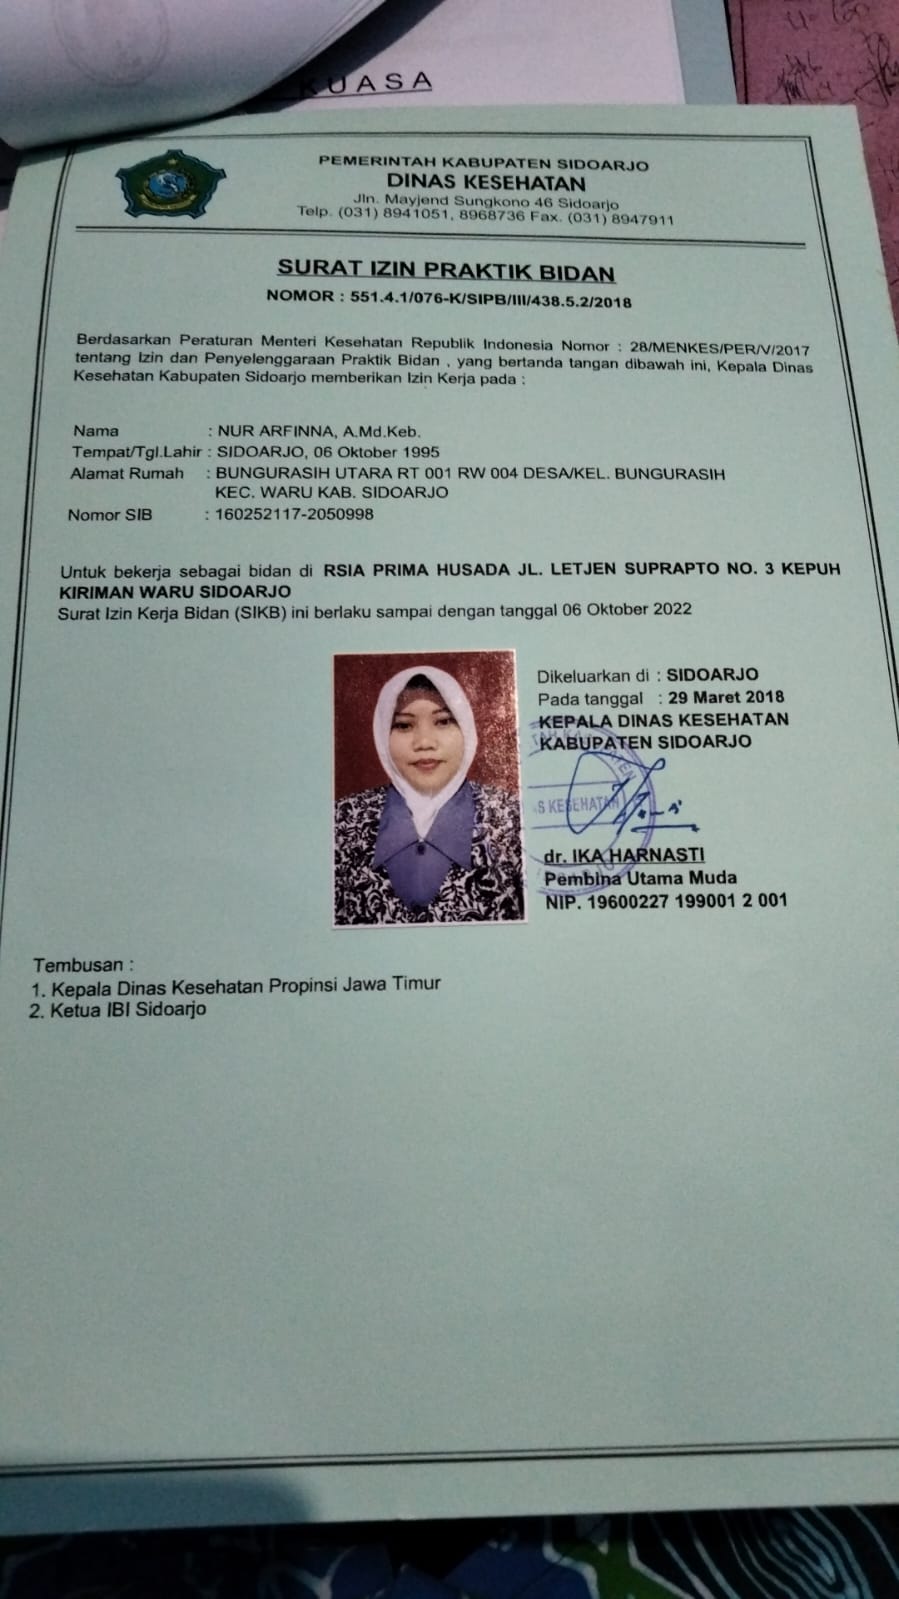 KUASA
PEMERINTAH KABUPATEN SIDOARJO
DINAS KESEHATAN
Jln. Mayjend Sungkono 46 Sidoarjo
Telp. (031) 8941051, 8968736 Fax. (031) 8947911
SURAT IZIN PRAKTIK BIDAN
NOMOR : 551.4.1/076-K/SIPB/III/438.5.2/2018
Berdasarkan Peraturan Menteri Kesehatan Republik Indonesia Nomor : 28/MENKES/PER/V/2017
tentang Izin dan Penyelenggaraan Praktik Bidan , yang bertanda tangan dibawah ini, Kepala Dinas
Kesehatan Kabupaten Sidoarjo memberikan Izin Kerja pada :
Nama : NUR ARFINNA, A.Md.Keb.
Tempat/Tgl.Lahir : SIDOARJO, 06 Oktober 1995
Alamat Rumah : BUNGURASIH UTARA RT 001 RW 004 DESA/KEL. BUNGURASIH
KEC. WARU KAB. SIDOARJO
Nomor SIB : 160252117-2050998
Untuk bekerja sebagai bidan di RSIA PRIMA HUSADA JL. LETJEN SUPRAPTO NO. 3 KEPUH
KIRIMAN WARU SIDOARJO
Surat Izin Kerja Bidan (SIKB) ini berlaku sampai dengan tanggal 06 Oktober 2022
Dikeluarkan di : SIDOARJO
Pada tanggal : 29 Maret 2018
KEPALA DINAS KESEHATAN
KABUPATEN SIDOARJO
S KESEHATAN
dr. IKA HARNASTI
Pembina Utama Muda
NIP. 19600227 199001 2 001
Tembusan :
1. Kepala Dinas Kesehatan Propinsi Jawa Timur
2. Ketua IBI Sidoarjo